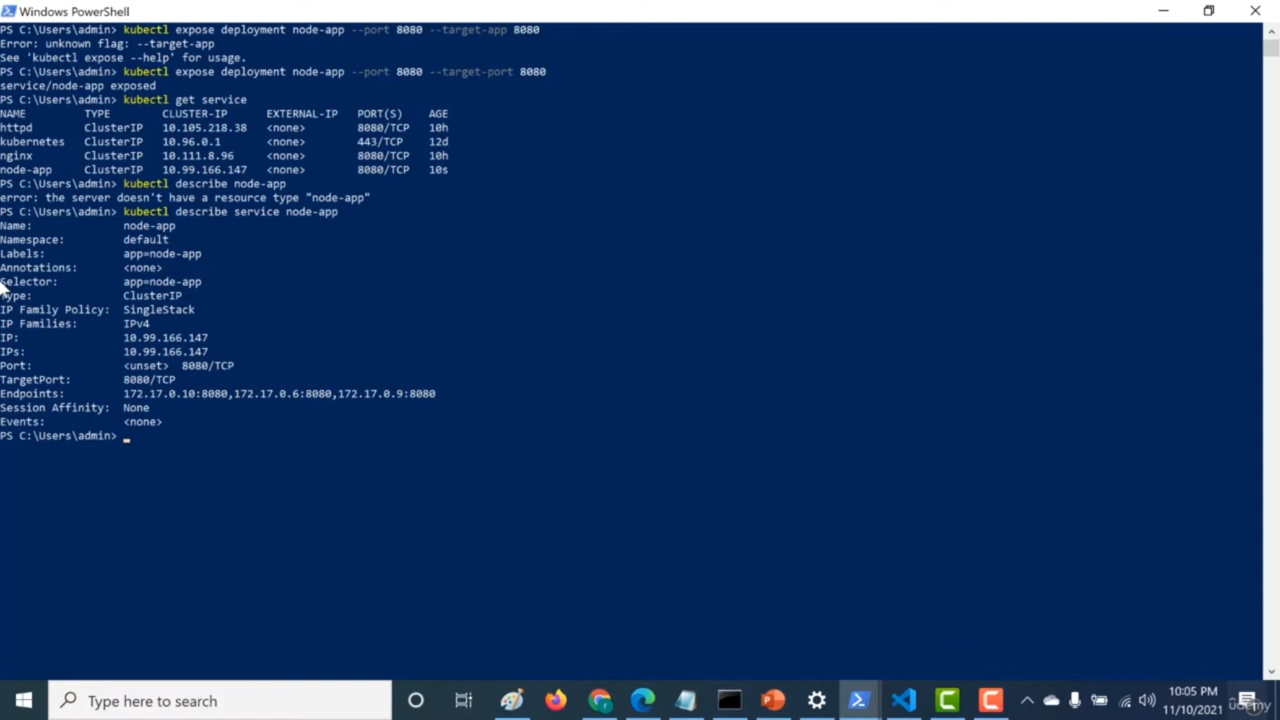 Windows PowerShell
PS C:\Users\admin> kubectl expose deployment node-app --port 8080 --target-app 8080
Error: unknown flag: --target-app
See 'kubectl expose --help' for usage.
PS C:\Users\admin> kubectl expose deployment node-app --port 8080 --target-port 8080
service/node-app exposed
PS C:\Users\admin> kubectl get service
NAME TYPE CLUSTER-IP EXTERNAL-IP PORT(S) AGE
httpd ClusterIP 10.105.218.38 <none> 8080/TCP 10h
kubernetes ClusterIP 10.96.0.1 <none> 443/TCP 12d
nginx ClusterIP 10.111.8.96 <none> 8080/TCP 10h
node-app ClusterIP 10.99.166.147 <none> 8080/TCP 10s
PS C:\Users\admin> kubectl describe node-app
error: the server doesn't have a resource type "node-app"
PS C:\Users\admin> kubectl describe service node-app
Name: node-app
Namespace: default
Labels: app=node-app
Annotations: <none>
Selector: app=node-app
Type: ClusterIP
IP Family Policy: SingleStack
IP Families: IPv4
IP: 10.99.166.147
IPs: 10.99.166.147
Port: <unset> 8080/TCP
TargetPort: 8080/TCP
Endpoints: 172.17.0.10:8080,172.17.0.6:8080,172.17.0.9:8080
Session Affinity: None
Events: <none>
PS C:\Users\admin>
Type here to search
10:05 PM
11/10/2021
udemy